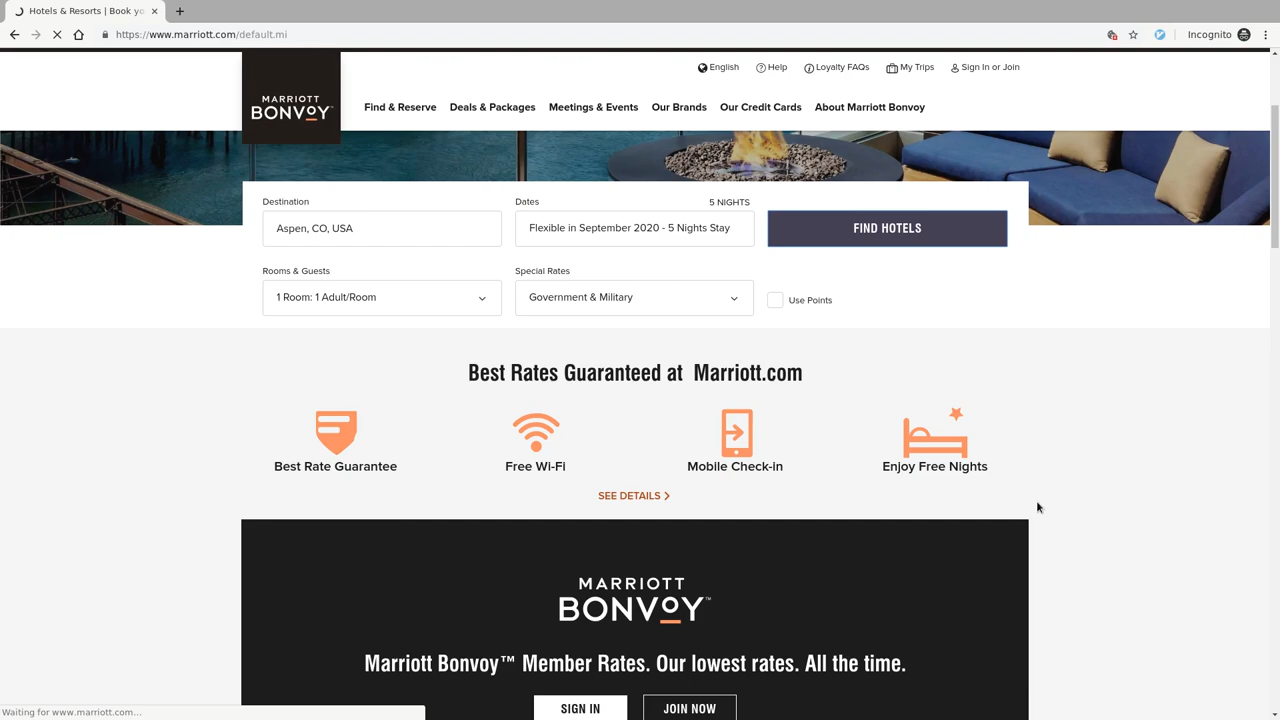 Hotels & Resorts | Book yo
https://www.marriott.com/default.mi
Incognito
English
Help
Loyalty FAQs
My Trips
Sign In or Join
MARRIOTT
BONVOY™
Find & Reserve
Deals & Packages
Meetings & Events
Our Brands
Our Credit Cards
About Marriott Bonvoy
Destination
Dates
5 NIGHTS
Aspen, CO, USA
Flexible in September 2020 - 5 Nights Stay
FIND HOTELS
Rooms & Guests
Special Rates
1 Room: 1 Adult/Room
Government & Military
Use Points
Best Rates Guaranteed at Marriott.com
Best Rate Guarantee
Free Wi-Fi
Mobile Check-in
Enjoy Free Nights
SEE DETAILS
MARRIOTT
BONVOY™
Marriott Bonvoy™ Member Rates. Our lowest rates. All the time.
SIGN IN
JOIN NOW
Waiting for www.marriott.com...